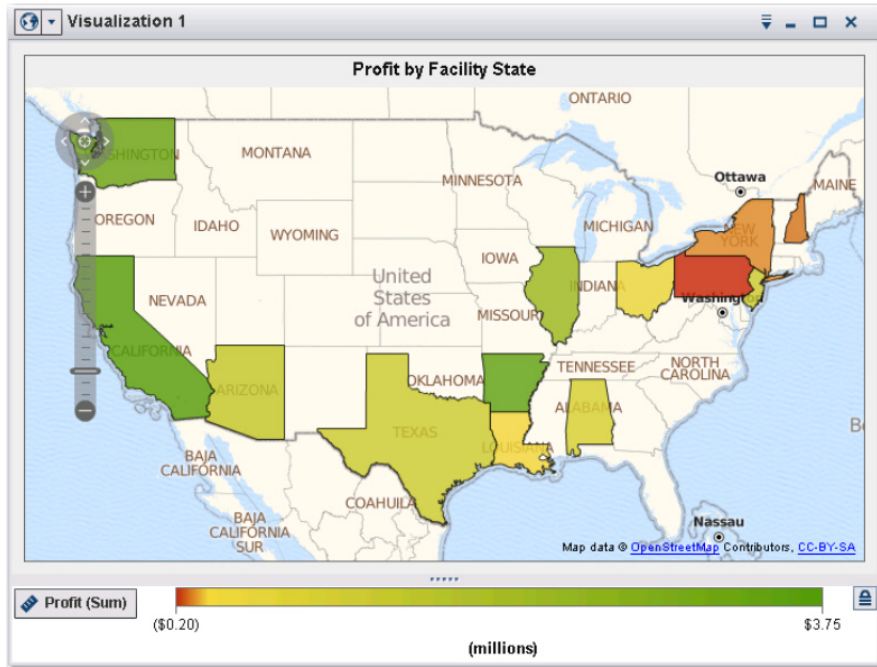 Visualization 1
Profit by Facility State
ONTARIO
WASHINGTON
MONTANA
MINNESOTA
Ottawa
MAINE
OREGON
IDAHO
WYOMING
MICHIGAN
NEW
YORK
IOWA
United
States
of America
NEVADA
INDIANA
Washington
MISSOURI
CALIFORNIA
OKLAHOMA
TENNESSEE
NORTH
CAROLINA
ARIZONA
ALABAMA
TEXAS
LOUISIANA
BAJA
CALIFORNIA
COAHUILA
BAJA
CALIFORNIA
SUR
Nassau
Map data © OpenStreetMap Contributors, CC-BY-SA
Profit (Sum)
($0.20)
$3.75
(millions)